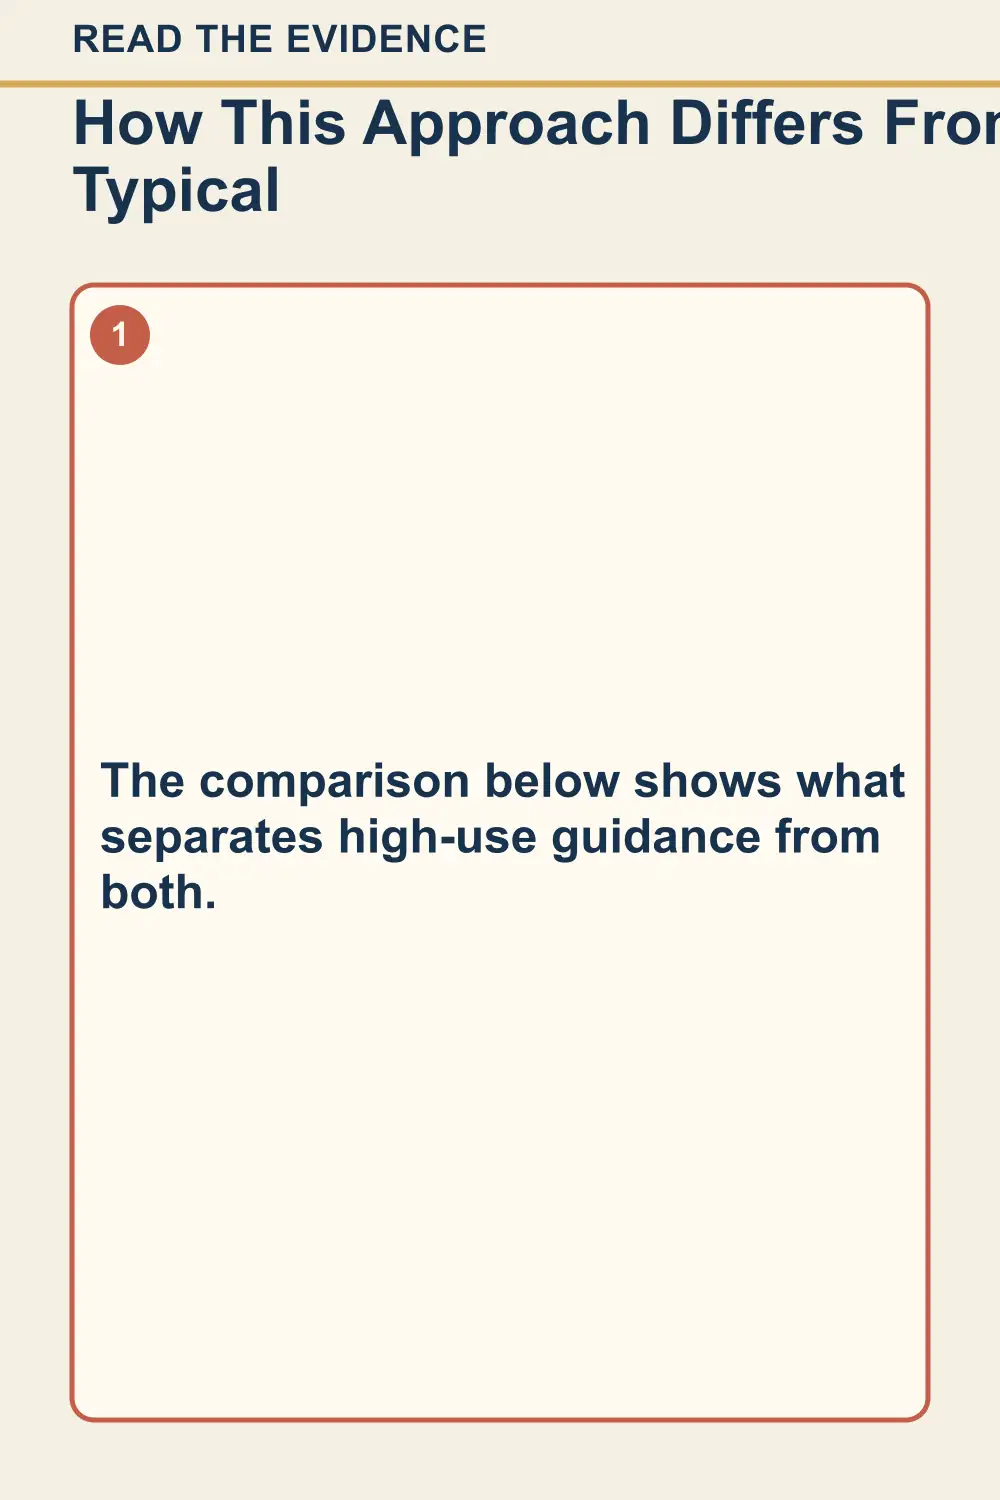 READ THE EVIDENCE
How This Approach Differs Fro
Typical
1
The comparison below shows what
separates high-use guidance from
both.